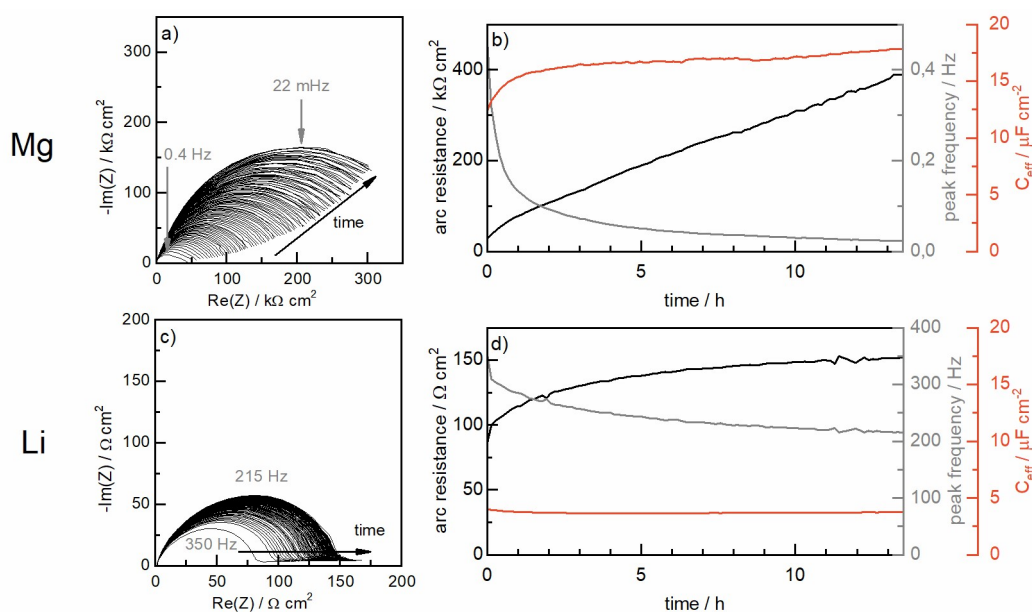 Mg
a)
22 mHz
0.4 Hz
time
-Im(Z) / kΩ cm²
0
50
100
150
200
250
300
350
0
100
200
300
400
Re(Z) / kΩ cm²
b)
arc resistance / kΩ cm²
0
200
400
peak frequency / Hz
0,0
0,2
0,4
C_eff / µF cm⁻²
0
5
10
15
20
0
5
10
time / h
Li
c)
215 Hz
350 Hz
time
-Im(Z) / Ω cm²
0
50
100
150
200
0
50
100
150
200
Re(Z) / Ω cm²
d)
arc resistance / Ω cm²
0
50
100
150
peak frequency / Hz
0
100
200
300
400
C_eff / µF cm⁻²
0
5
10
15
20
0
5
10
time / h